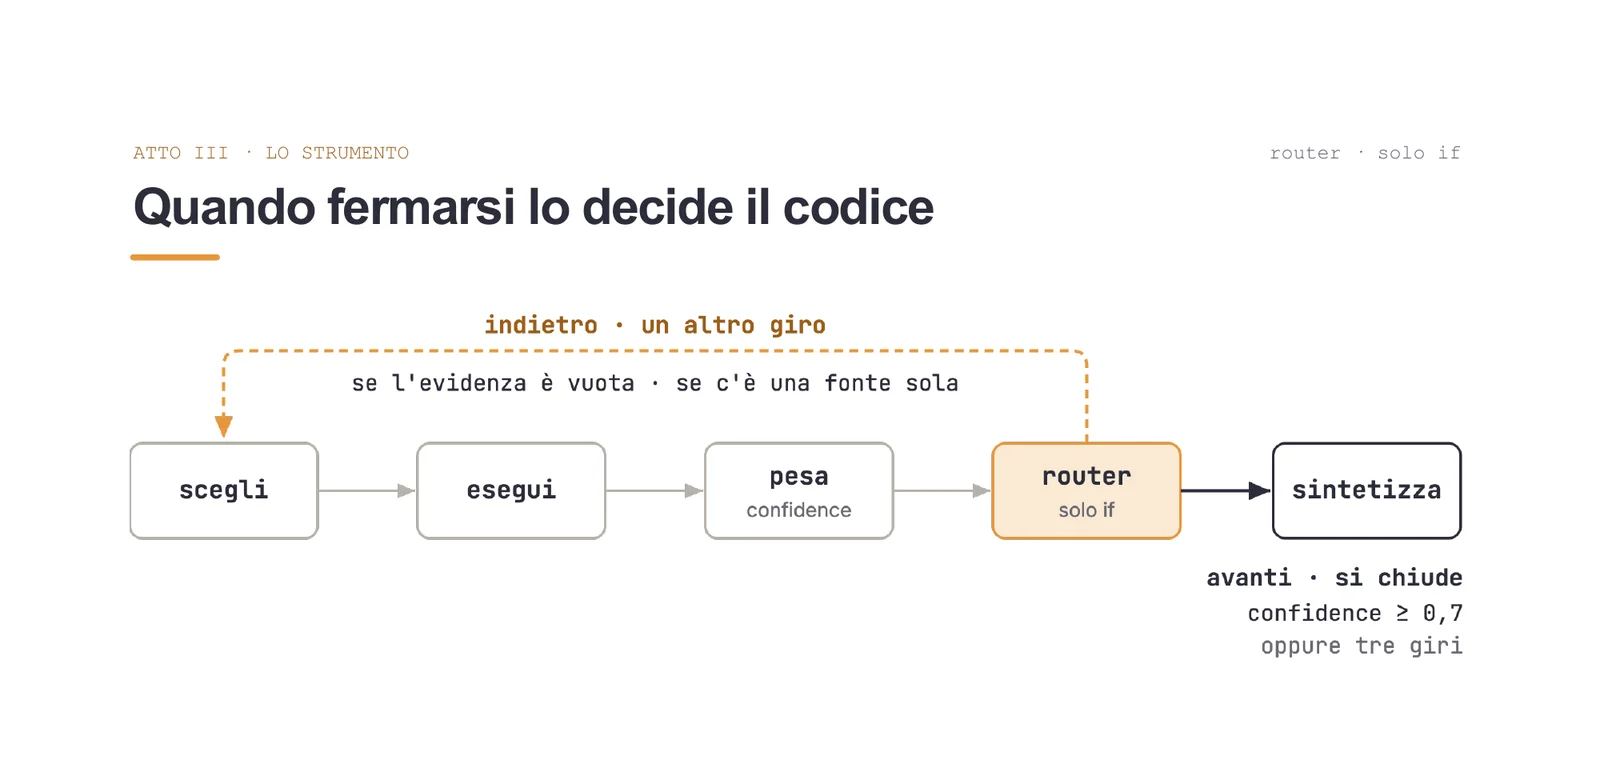 ATTO III · LO STRUMENTO
router · solo if
Quando fermarsi lo decide il codice
indietro · un altro giro
se l'evidenza è vuota · se c'è una fonte sola
scegli
esegui
pesa
confidence
router
solo if
sintetizza
avanti · si chiude
confidence ≥ 0,7
oppure tre giri